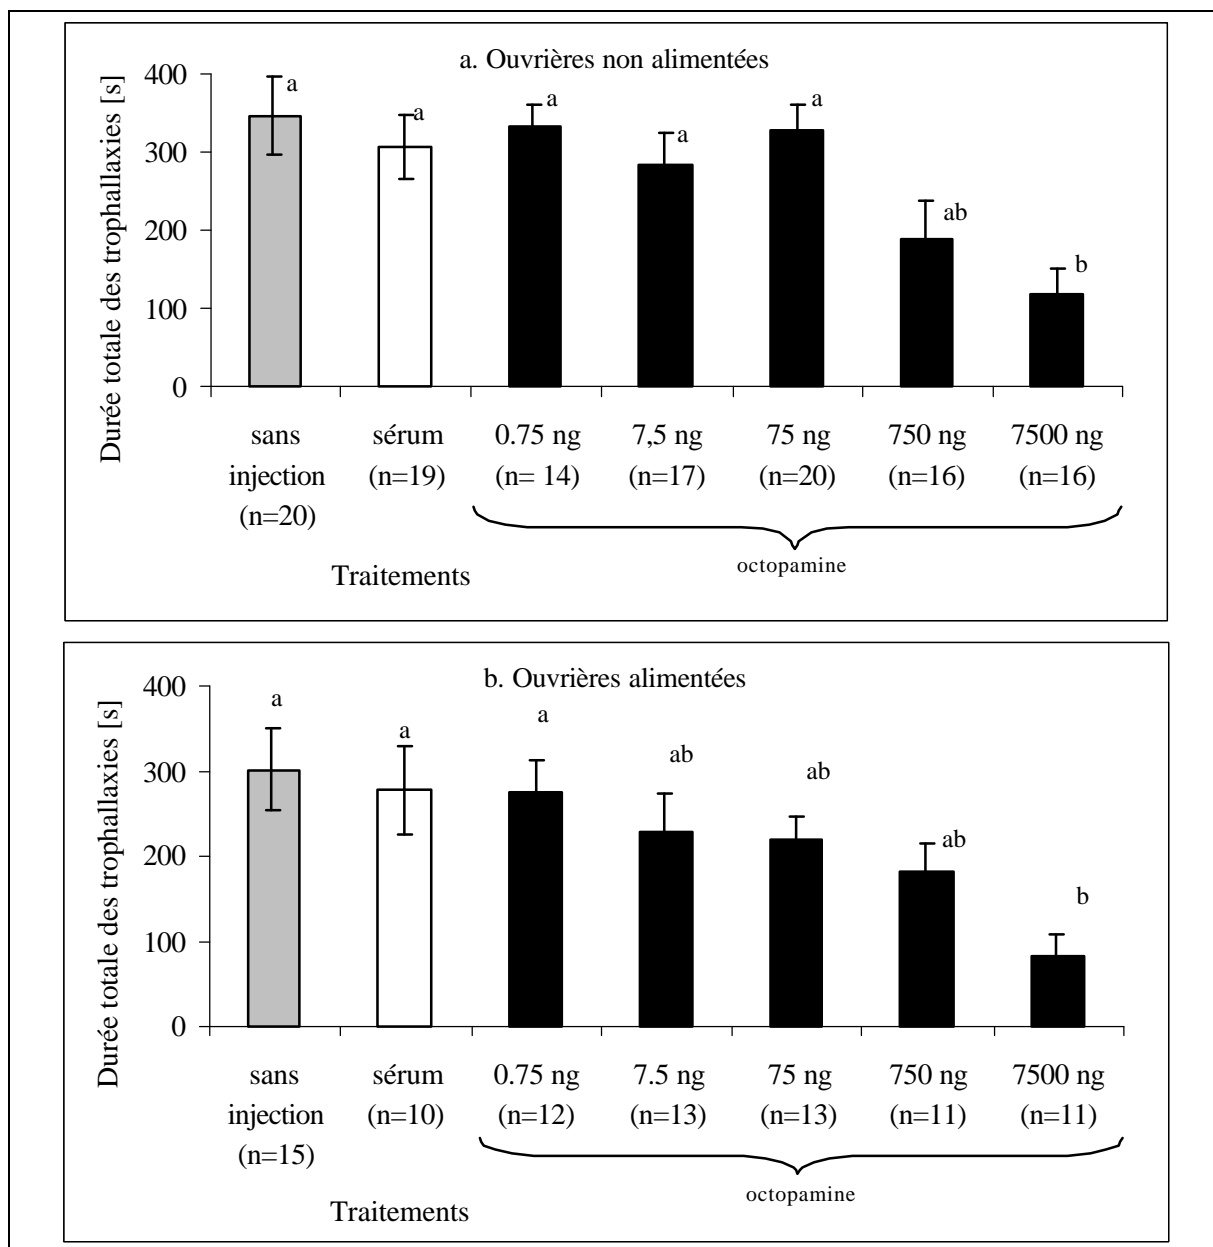 a. Ouvrières non alimentées
Durée totale des trophallaxies [s]
400
300
200
100
0
a
a
a
a
a
ab
b
sans
injection
(n=20)
sérum
(n=19)
0.75 ng
(n= 14)
7,5 ng
(n=17)
75 ng
(n=20)
750 ng
(n=16)
7500 ng
(n=16)
octopamine
Traitements
b. Ouvrières alimentées
Durée totale des trophallaxies [s]
400
300
200
100
0
a
a
a
ab
ab
ab
b
sans
injection
(n=15)
sérum
(n=10)
0.75 ng
(n=12)
7.5 ng
(n=13)
75 ng
(n=13)
750 ng
(n=11)
7500 ng
(n=11)
octopamine
Traitements